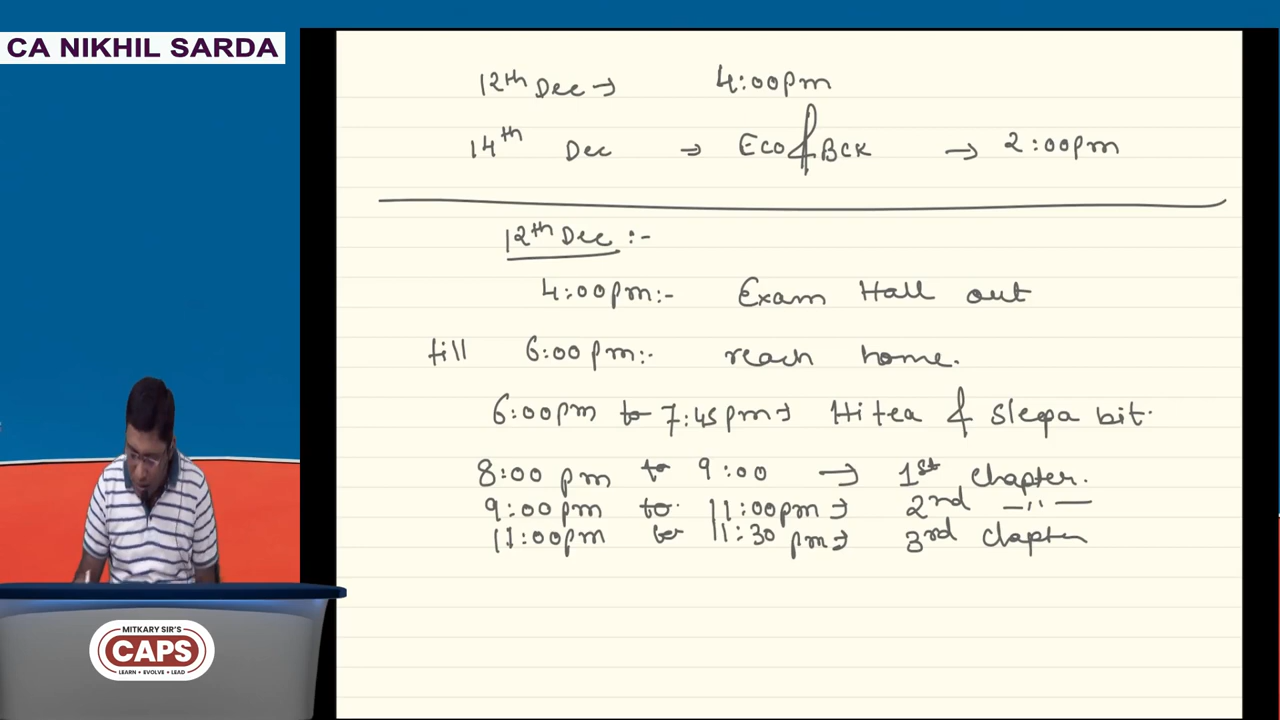 CA NIKHIL SARDA
12th Dec → 4:00pm
14th Dec → Eco & BCK → 2:00pm
12th Dec :-
4:00pm:- Exam Hall out
till 6:00pm:- reach home.
6:00pm to 7:45pm → Hi tea & Sleepa bit.
8:00 pm to 9:00 → 1st chapter.
9:00pm to 11:00pm → 2nd —"—
11:00pm to 11:30 pm → 3rd chapter
MITKARY SIR'S
CAPS
LEARN • EVOLVE • LEAD